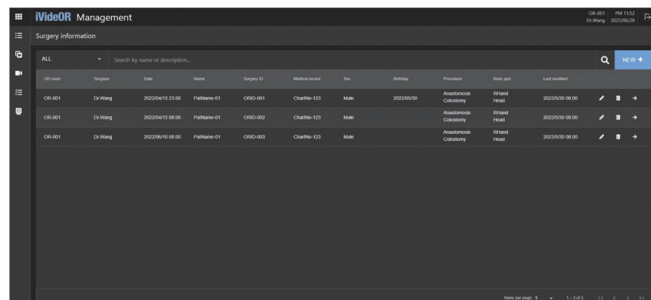 iVideOR Management
OR-001 PM 11:52
Dr.Wang 2022/06/28
Surgery information
ALL Search by name or description... NEW +
OR name Surgeon Date Name Surgery ID Medical record Sex Birthday Procedure Body part Last modified
OR-001 Dr.Wang 2022/04/13 23:00 PatName-01 ORID-001 ChartNo-123 Male 2022/05/30 Anastomosis RHand 2022/5/30 08:00
Colostomy Head
OR-001 Dr.Wang 2022/04/13 08:00 PatName-01 ORID-002 ChartNo-123 Male Anastomosis RHand 2022/5/30 08:00
Colostomy Head
OR-001 Dr.Wang 2022/06/10 08:00 PatName-01 ORID-003 ChartNo-123 Male Anastomosis RHand 2022/5/30 08:00
Colostomy Head
Items per page 5 1 – 3 of 3